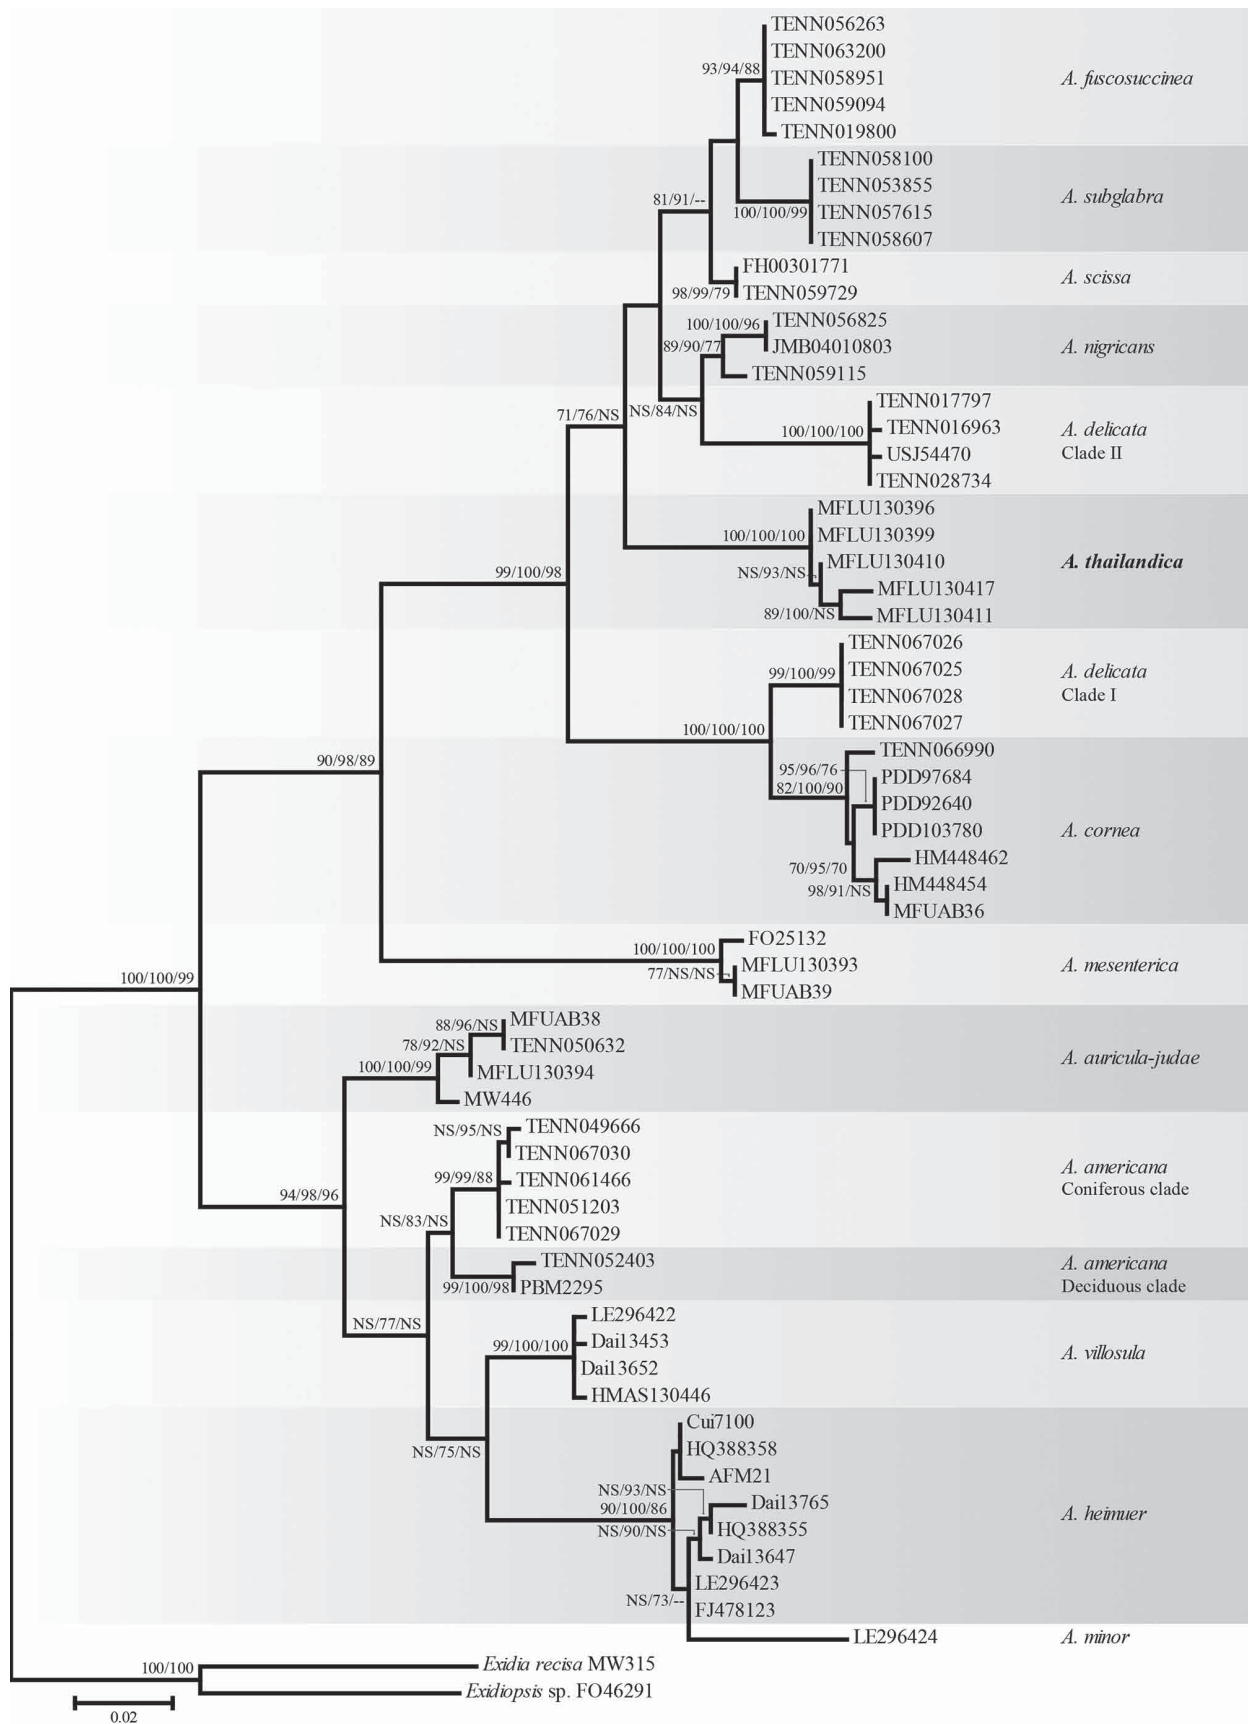 TENN056263
TENN063200
93/94/88
TENN058951
A. fuscosuccinea
TENN059094
TENN019800
TENN058100
TENN053855
A. subglabra
81/91/--
100/100/99
TENN057615
TENN058607
FH00301771
A. scissa
98/99/79
TENN059729
100/100/96
TENN056825
89/90/77
JMB04010803
A. nigricans
TENN059115
TENN017797
71/76/NS
NS/84/NS
100/100/100
TENN016963
A. delicata
USJ54470
Clade II
TENN028734
MFLU130396
100/100/100
MFLU130399
99/100/98
NS/93/NS
MFLU130410
A. thailandica
MFLU130417
89/100/NS
MFLU130411
TENN067026
99/100/99
TENN067025
A. delicata
TENN067028
Clade I
100/100/100
TENN067027
TENN066990
90/98/89
95/96/76
PDD97684
82/100/90
PDD92640
PDD103780
A. cornea
HM448462
70/95/70
98/91/NS
HM448454
MFUAB36
FO25132
100/100/100
100/100/99
77/NS/NS
MFLU130393
A. mesenterica
MFUAB39
88/96/NS
MFUAB38
78/92/NS
TENN050632
A. auricula-judae
100/100/99
MFLU130394
MW446
NS/95/NS
TENN049666
TENN067030
99/99/88
TENN061466
A. americana
Coniferous clade
94/98/96
TENN051203
NS/83/NS
TENN067029
TENN052403
A. americana
99/100/98
PBM2295
Deciduous clade
NS/77/NS
LE296422
99/100/100
Dai13453
A. villosula
Dai13652
HMAS130446
Cui7100
NS/75/NS
HQ388358
AFM21
NS/93/NS
Dai13765
90/100/86
A. heimuer
NS/90/NS
HQ388355
Dai13647
LE296423
NS/73/--
FJ478123
LE296424
A. minor
100/100
Exidia recisa MW315
Exidiopsis sp. FO46291
0.02